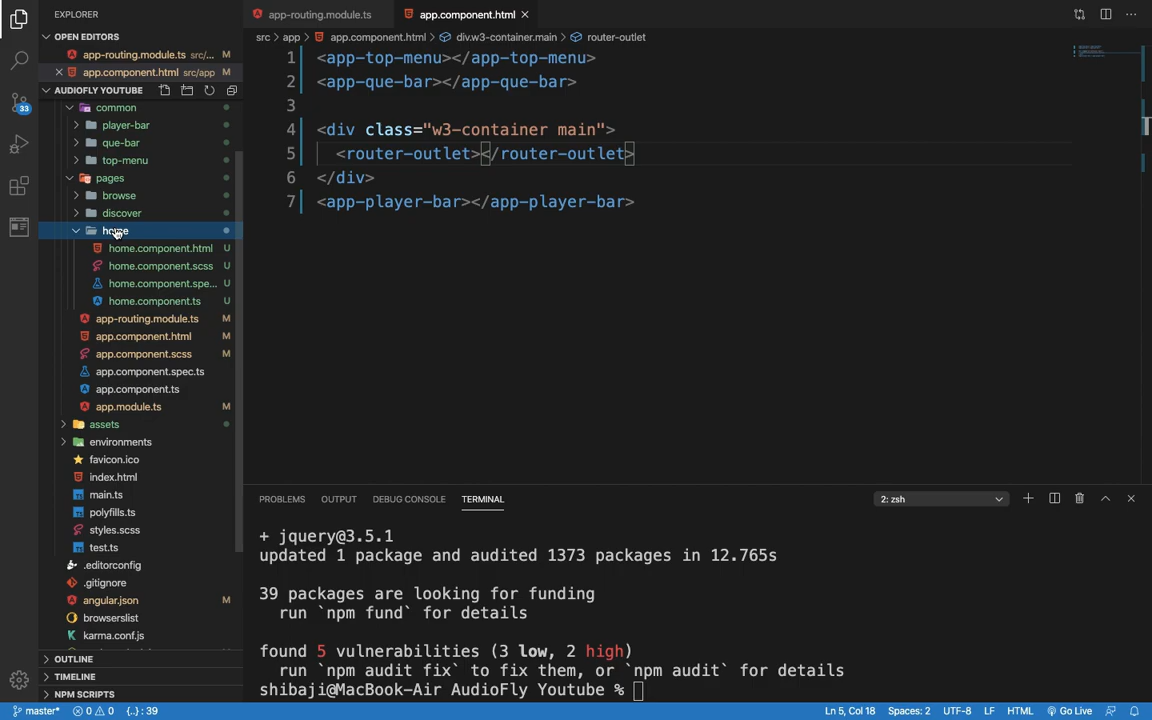 EXPLORER
OPEN EDITORS
app-routing.module.ts src/... M
app.component.html src/app M
AUDIOFLY YOUTUBE
33
common
player-bar
que-bar
top-menu
pages
browse
discover
home
home.component.html U
home.component.scss U
home.component.spe... U
home.component.ts U
app-routing.module.ts M
app.component.html M
app.component.scss M
app.component.spec.ts
app.component.ts
app.module.ts M
assets
environments
favicon.ico
index.html
main.ts
polyfills.ts
styles.scss
test.ts
.editorconfig
.gitignore
angular.json M
browserslist
karma.conf.js
OUTLINE
TIMELINE
NPM SCRIPTS
app-routing.module.ts
app.component.html
src > app > app.component.html > div.w3-container.main > router-outlet
1 <app-top-menu></app-top-menu>
2 <app-que-bar></app-que-bar>
3
4 <div class="w3-container main">
5 <router-outlet></router-outlet>
6 </div>
7 <app-player-bar></app-player-bar>
PROBLEMS OUTPUT DEBUG CONSOLE TERMINAL 2: zsh
+ jquery@3.5.1
updated 1 package and audited 1373 packages in 12.765s
39 packages are looking for funding
run `npm fund` for details
found 5 vulnerabilities (3 low, 2 high)
run `npm audit fix` to fix them, or `npm audit` for details
shibaji@MacBook-Air AudioFly Youtube %
master* 0 0 {..} : 39 Ln 5, Col 18 Spaces: 2 UTF-8 LF HTML Go Live